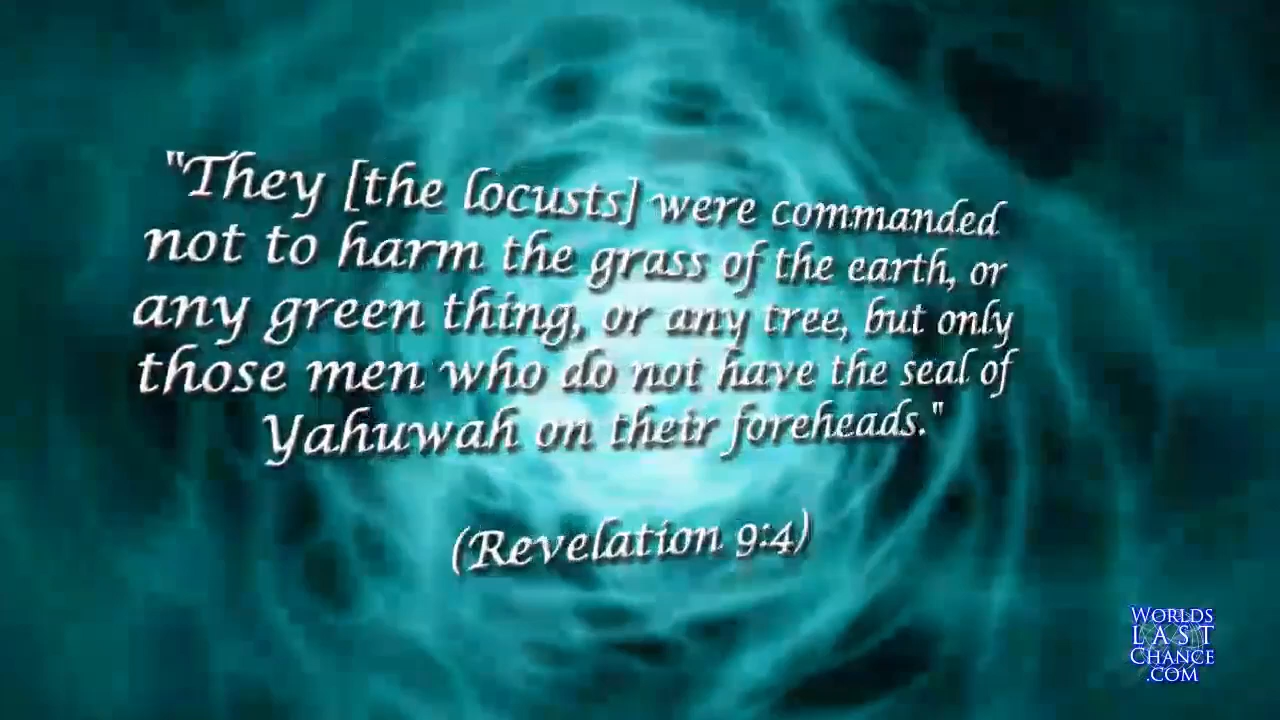 "They [the locusts] were commanded
not to harm the grass of the earth, or
any green thing, or any tree, but only
those men who do not have the seal of
Yahuwah on their foreheads."
(Revelation 9:4)
WORLDS
LAST
CHANCE
.COM